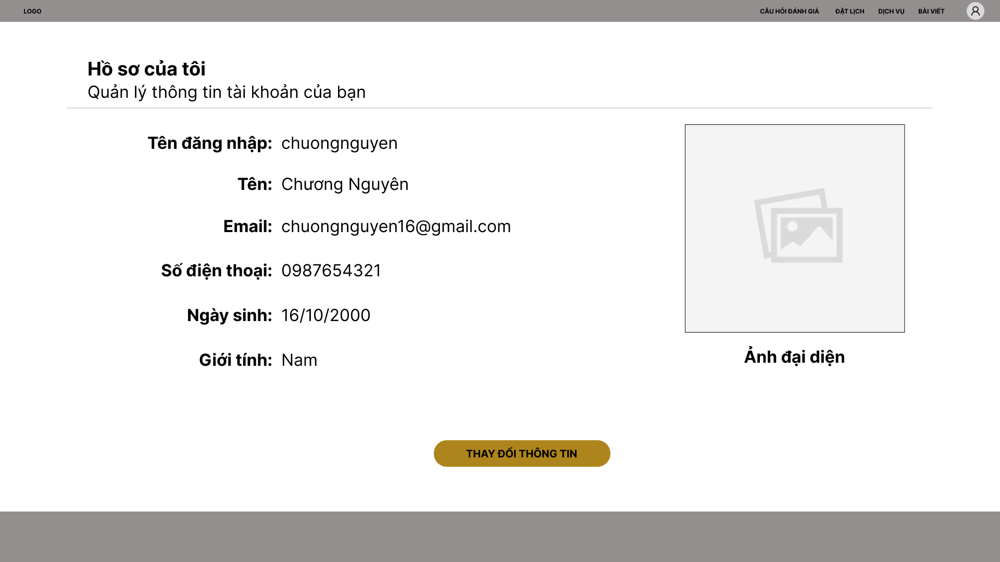 LOGO
CÂU HỎI ĐÁNH GIÁ
ĐẶT LỊCH
DỊCH VỤ
BÀI VIẾT
Hồ sơ của tôi
Quản lý thông tin tài khoản của bạn
Tên đăng nhập: chuongnguyen
Tên: Chương Nguyên
Email: chuongnguyen16@gmail.com
Số điện thoại: 0987654321
Ngày sinh: 16/10/2000
Giới tính: Nam
Ảnh đại diện
THAY ĐỔI THÔNG TIN